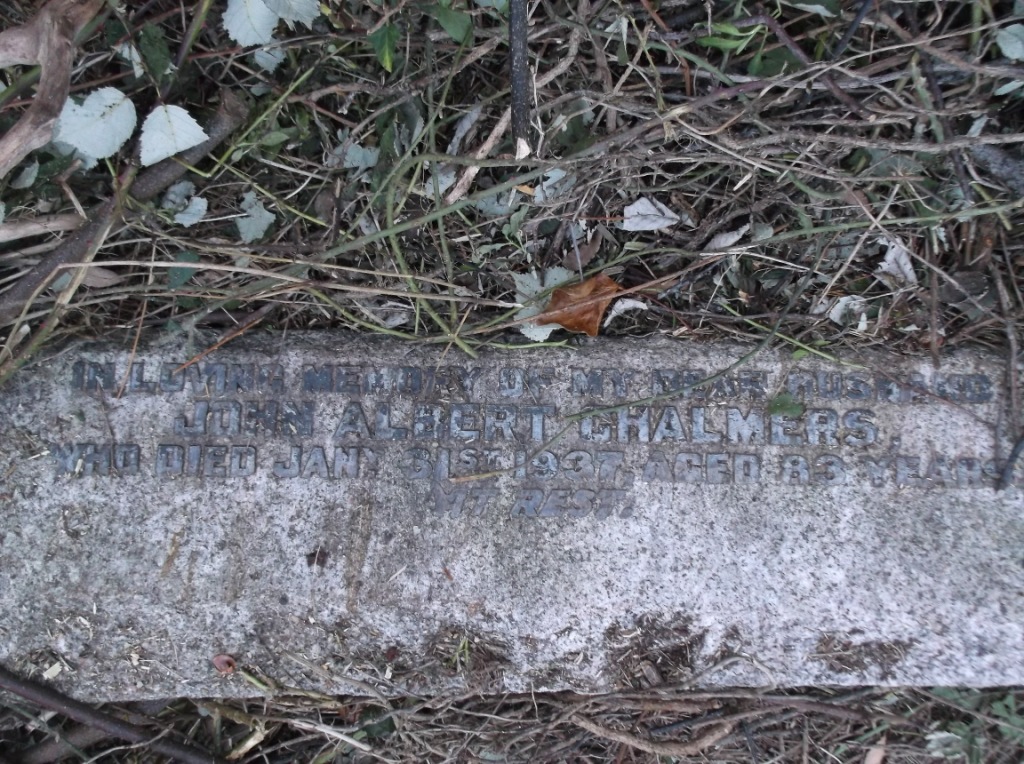 IN LOVING MEMORY OF MY DEAR HUSBAND
JOHN ALBERT CHALMERS,
WHO DIED JANY 31ST 1937, AGED 83 YEARS
AT REST.